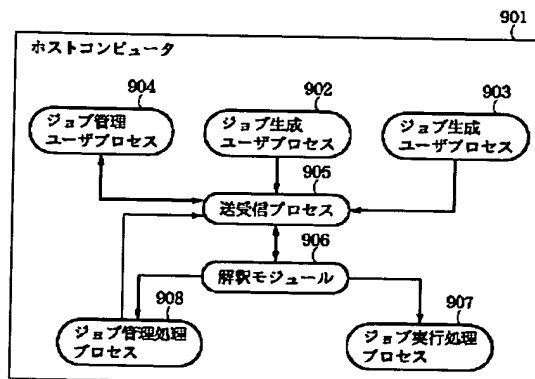 901
ホストコンピュータ
904
902
903
ジョブ管理
ユーザプロセス
ジョブ生成
ユーザプロセス
ジョブ生成
ユーザプロセス
905
送受信プロセス
906
解釈モジュール
908
907
ジョブ管理処理
プロセス
ジョブ実行処理
プロセス